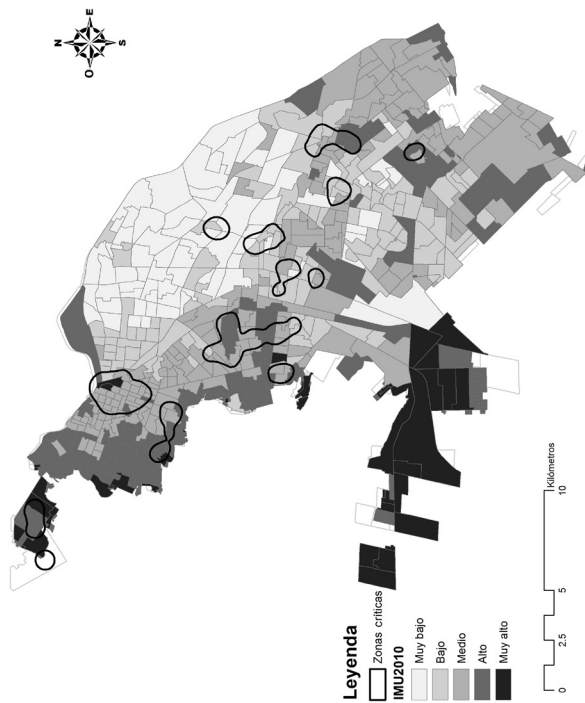 N
E
S
O
Leyenda
Zonas críticas
IMU2010
Muy bajo
Bajo
Medio
Alto
Muy alto
0 2.5 5 10
Kilómetros